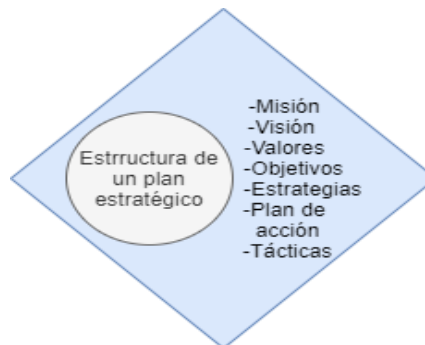 Estrructura de
un plan
estratégico
-Misión
-Visión
-Valores
-Objetivos
-Estrategias
-Plan de
acción
-Tácticas